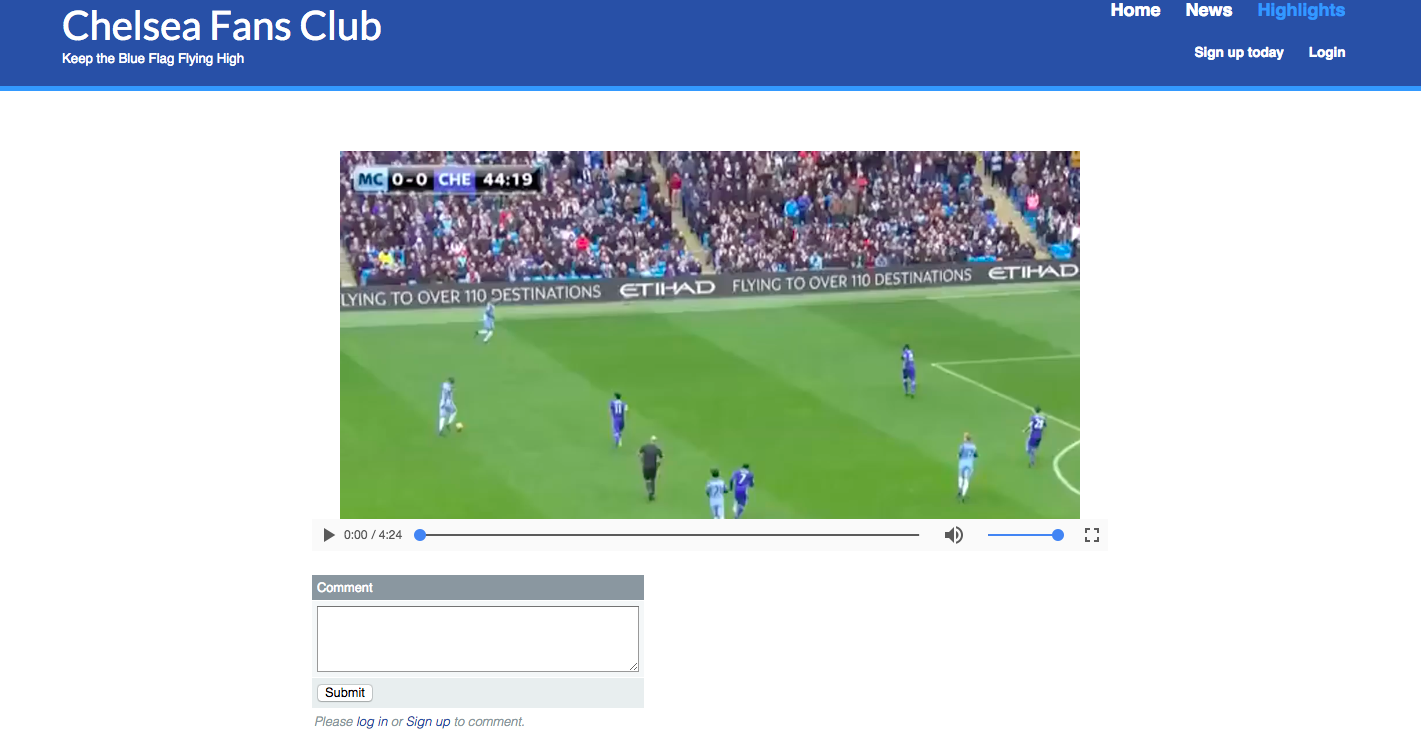 Chelsea Fans Club
Keep the Blue Flag Flying High
Home News Highlights
Sign up today Login
MC 0-0 CHE 44:19
LYING TO OVER 110 DESTINATIONS ETIHAD FLYING TO OVER 110 DESTINATIONS ETIHAD
11
7
0:00 / 4:24
Comment
Submit
Please log in or Sign up to comment.